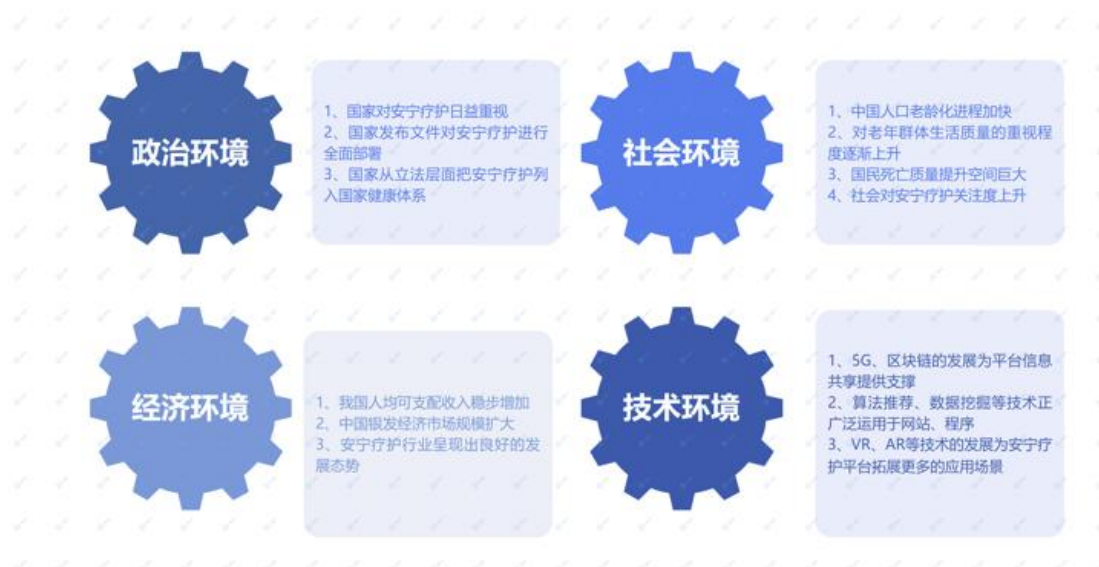 政治环境
1、国家对安宁疗护日益重视
2、国家发布文件对安宁疗护进行
全面部署
3、国家从立法层面把安宁疗护列
入国家健康体系
社会环境
1、中国人口老龄化进程加快
2、对老年群体生活质量的重视程
度逐渐上升
3、国民死亡质量提升空间巨大
4、社会对安宁疗护关注度上升
经济环境
1、我国人均可支配收入稳步增加
2、中国银发经济市场规模扩大
3、安宁疗护行业呈现出良好的发
展态势
技术环境
1、5G、区块链的发展为平台信息
共享提供支撑
2、算法推荐、数据挖掘等技术正
广泛运用于网站、程序
3、VR、AR等技术的发展为安宁疗
护平台拓展更多的应用场景